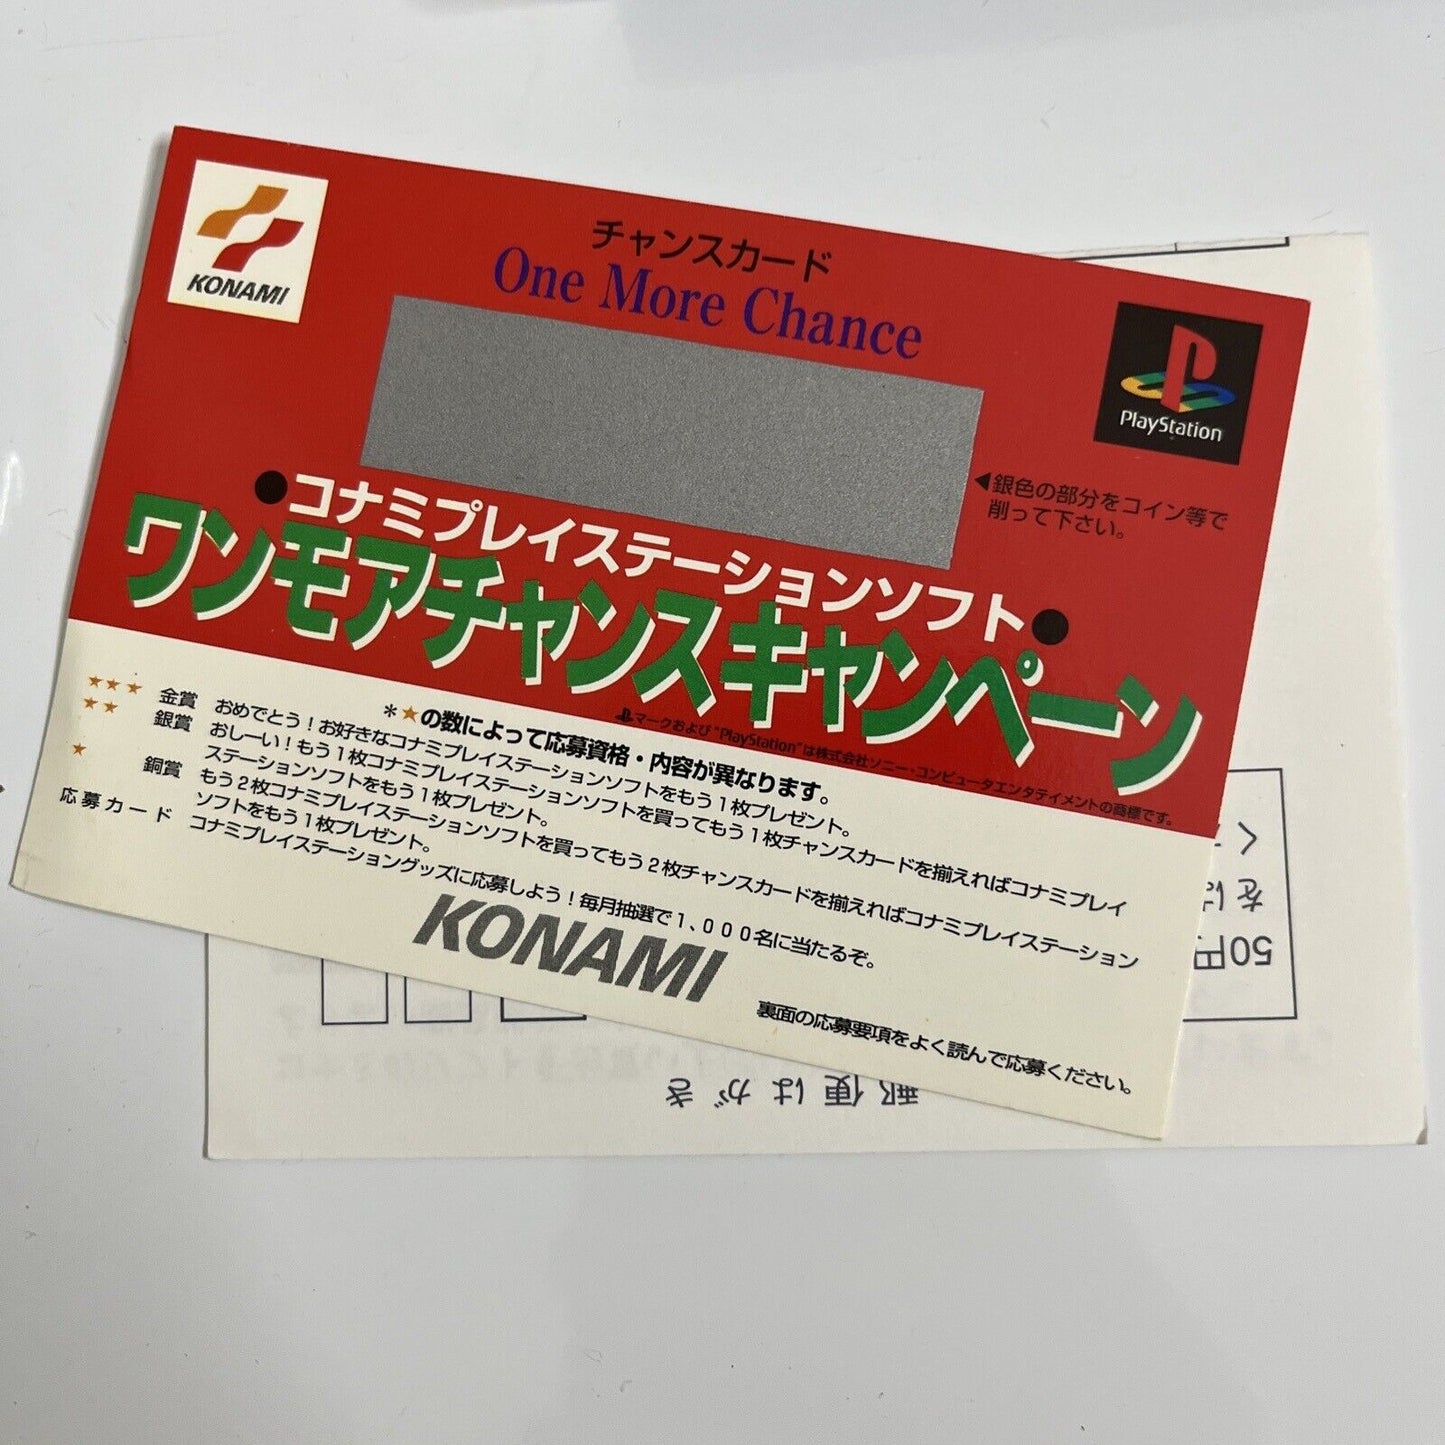 KONAMI
チャンスカード
One More Chance
PlayStation
◀銀色の部分をコイン等で
削って下さい。
●コナミプレイステーションソフト●
ワンモアチャンスキャンペーン
マークおよび"PlayStation"は株式会社ソニー・コンピュータエンタテイメントの商標です。
＊★の数によって応募資格・内容が異なります。
★★★ 金賞 おめでとう！お好きなコナミプレイステーションソフトをもう１枚プレゼント。
★★ 銀賞 おしーい！もう１枚コナミプレイステーションソフトを買ってもう１枚チャンスカードを揃えればコナミプレイ
ステーションソフトをもう１枚プレゼント。
★ 銅賞 もう２枚コナミプレイステーションソフトを買ってもう２枚チャンスカードを揃えればコナミプレイステーション
ソフトをもう１枚プレゼント。
応募カード コナミプレイステーショングッズに応募しよう！毎月抽選で１、０００名に当たるぞ。
KONAMI
裏面の応募要項をよく読んで応募ください。
50円
をは
郵便はがき